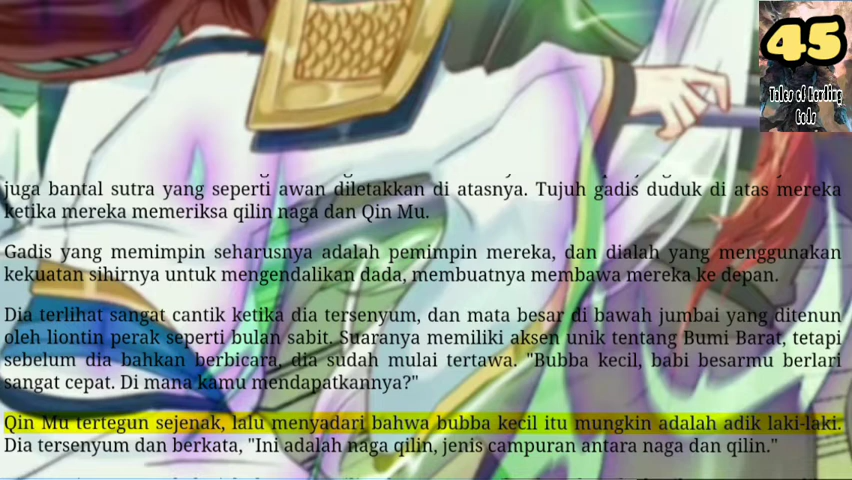 45
Tales of Herding
Gods
juga bantal sutra yang seperti awan diletakkan di atasnya. Tujuh gadis duduk di atas mereka
ketika mereka memeriksa qilin naga dan Qin Mu.
Gadis yang memimpin seharusnya adalah pemimpin mereka, dan dialah yang menggunakan
kekuatan sihirnya untuk mengendalikan dada, membuatnya membawa mereka ke depan.
Dia terlihat sangat cantik ketika dia tersenyum, dan mata besar di bawah jumbai yang ditenun
oleh liontin perak seperti bulan sabit. Suaranya memiliki aksen unik tentang Bumi Barat, tetapi
sebelum dia bahkan berbicara, dia sudah mulai tertawa. "Bubba kecil, babi besarmu berlari
sangat cepat. Di mana kamu mendapatkannya?"
Qin Mu tertegun sejenak, lalu menyadari bahwa bubba kecil itu mungkin adalah adik laki-laki.
Dia tersenyum dan berkata, "Ini adalah naga qilin, jenis campuran antara naga dan qilin."